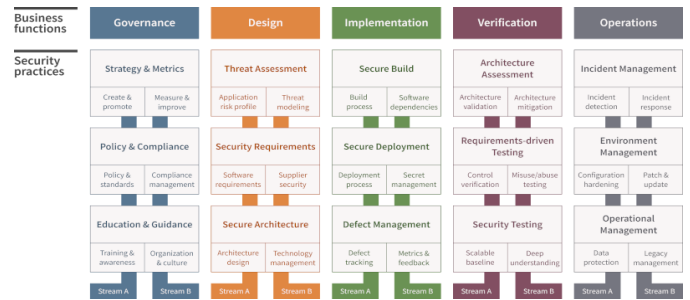 Business functions
Governance
Design
Implementation
Verification
Operations
Security practices
Strategy & Metrics
Create & promote
Measure & improve
Threat Assessment
Application risk profile
Threat modeling
Secure Build
Build process
Software dependencies
Architecture Assessment
Architecture validation
Architecture mitigation
Incident Management
Incident detection
Incident response
Policy & Compliance
Policy & standards
Compliance management
Security Requirements
Software requirements
Supplier security
Secure Deployment
Deployment process
Secret management
Requirements-driven Testing
Control verification
Misuse/abuse testing
Environment Management
Configuration hardening
Patch & update
Education & Guidance
Training & awareness
Organization & culture
Secure Architecture
Architecture design
Technology management
Defect Management
Defect tracking
Metrics & feedback
Security Testing
Scalable baseline
Deep understanding
Operational Management
Data protection
Legacy management
Stream A
Stream B
Stream A
Stream B
Stream A
Stream B
Stream A
Stream B
Stream A
Stream B